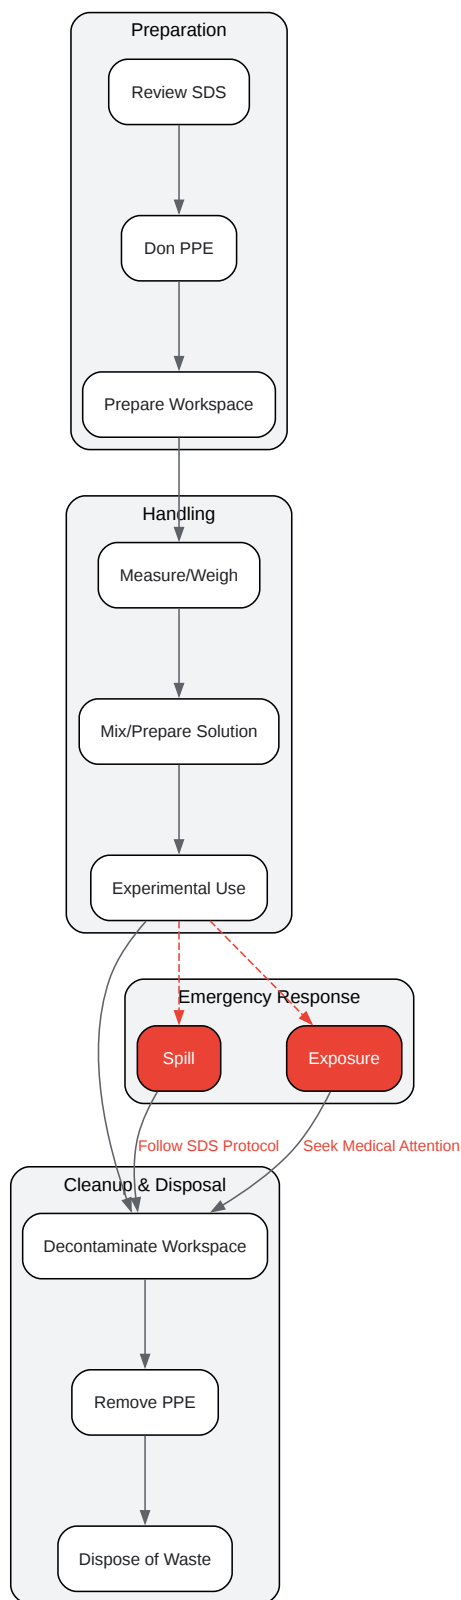 Preparation
Review SDS
Don PPE
Prepare Workspace
Handling
Measure/Weigh
Mix/Prepare Solution
Experimental Use
Emergency Response
Spill
Exposure
Follow SDS Protocol
Seek Medical Attention
Cleanup & Disposal
Decontaminate Workspace
Remove PPE
Dispose of Waste